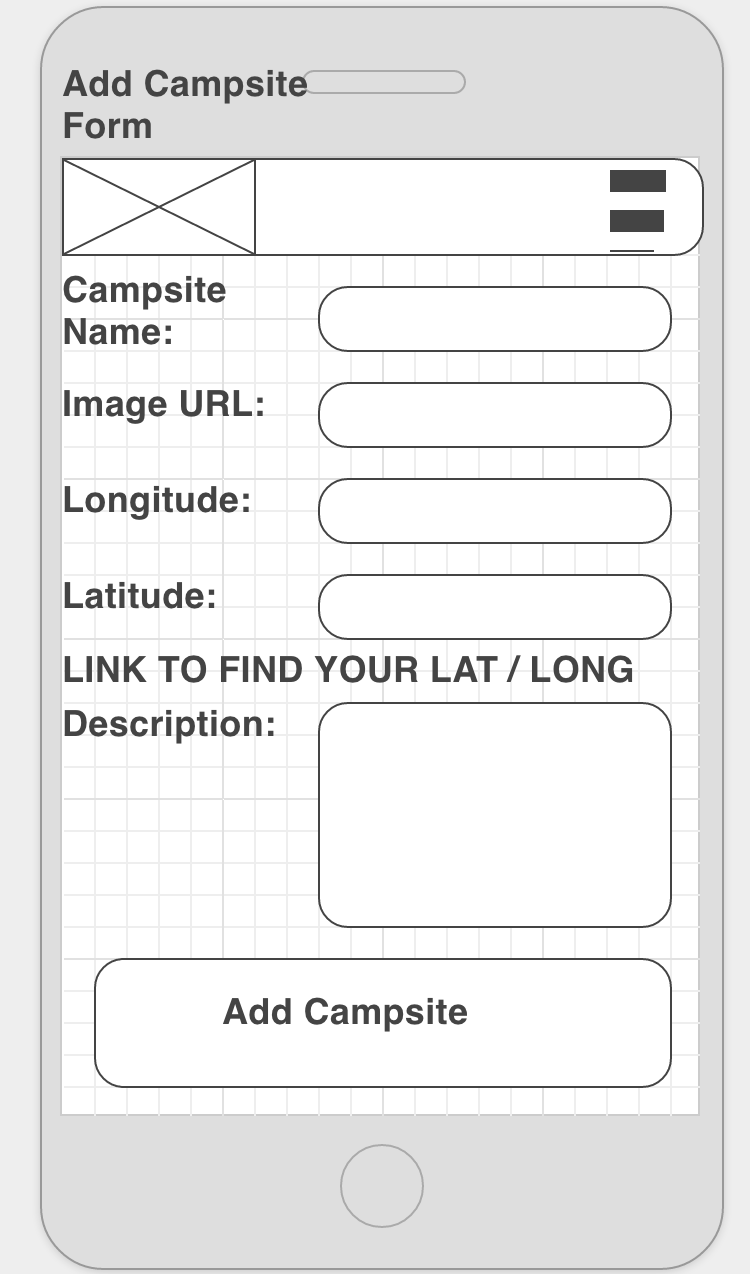 Add Campsite
Form
Campsite
Name:
Image URL:
Longitude:
Latitude:
LINK TO FIND YOUR LAT / LONG
Description:
Add Campsite